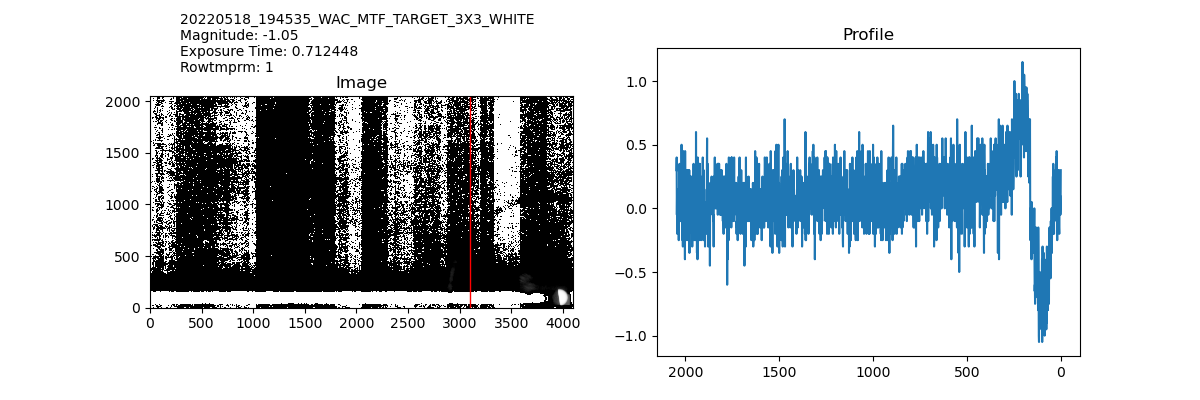 20220518_194535_WAC_MTF_TARGET_3X3_WHITE
Magnitude: -1.05
Exposure Time: 0.712448
Rowtmprm: 1
Image
2000
1500
1000
500
0
0 500 1000 1500 2000 2500 3000 3500 4000
Profile
1.0
0.5
0.0
−0.5
−1.0
2000 1500 1000 500 0